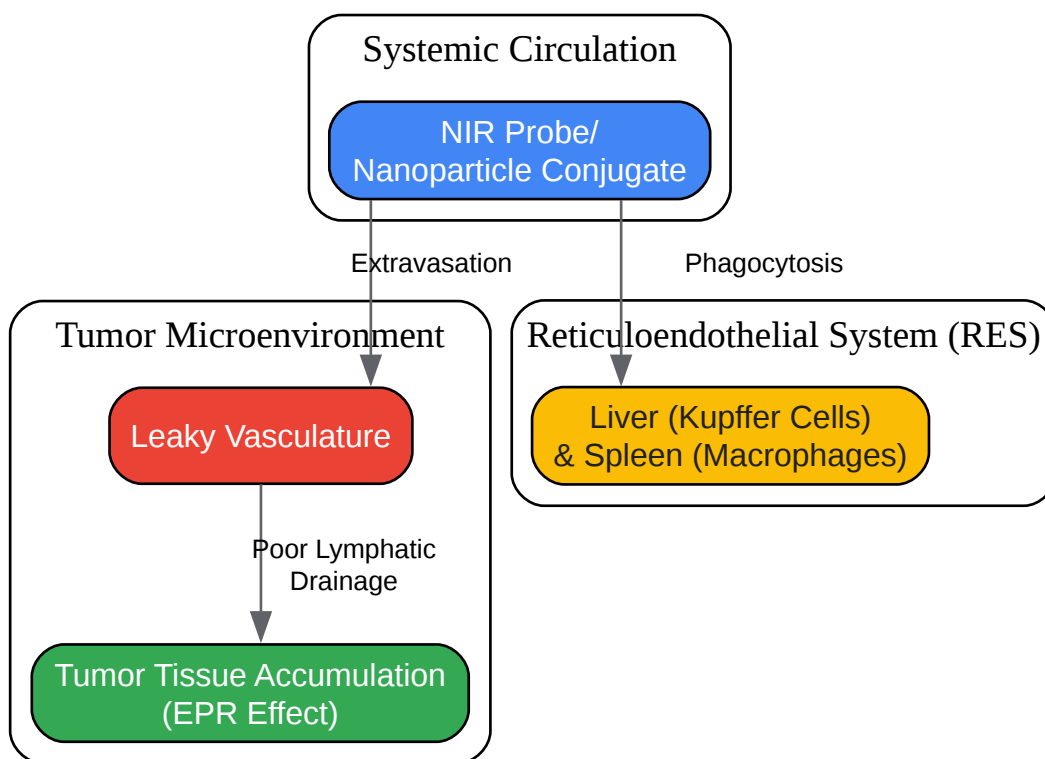 Systemic Circulation
NIR Probe/
Nanoparticle Conjugate
Extravasation
Phagocytosis
Tumor Microenvironment
Reticuloendothelial System (RES)
Leaky Vasculature
Liver (Kupffer Cells)
& Spleen (Macrophages)
Poor Lymphatic
Drainage
Tumor Tissue Accumulation
(EPR Effect)